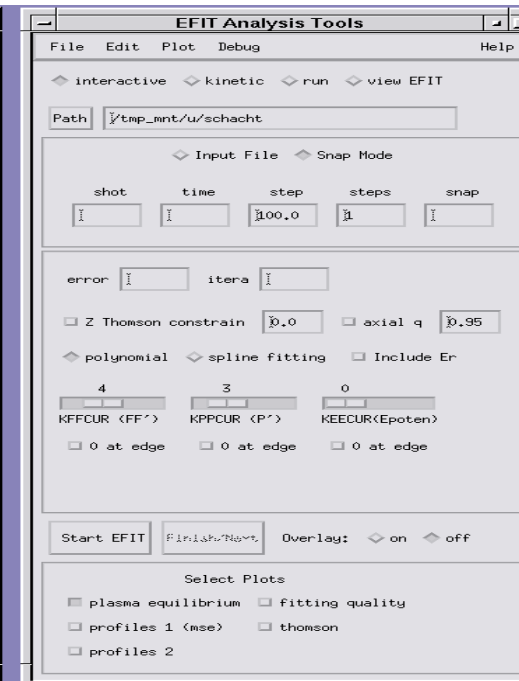 EFIT Analysis Tools
File Edit Plot Debug Help
interactive kinetic run view EFIT
Path /tmp_mnt/u/schacht
Input File Snap Mode
shot time step steps snap
100.0 1
error itera
Z Thomson constrain 0.0 axial q 0.95
polynomial spline fitting Include Er
4 3 0
KFFCUR (FF') KPPCUR (P') KEECUR(Epoten)
0 at edge 0 at edge 0 at edge
Start EFIT Finish/Next Overlay: on off
Select Plots
plasma equilibrium fitting quality
profiles 1 (mse) thomson
profiles 2